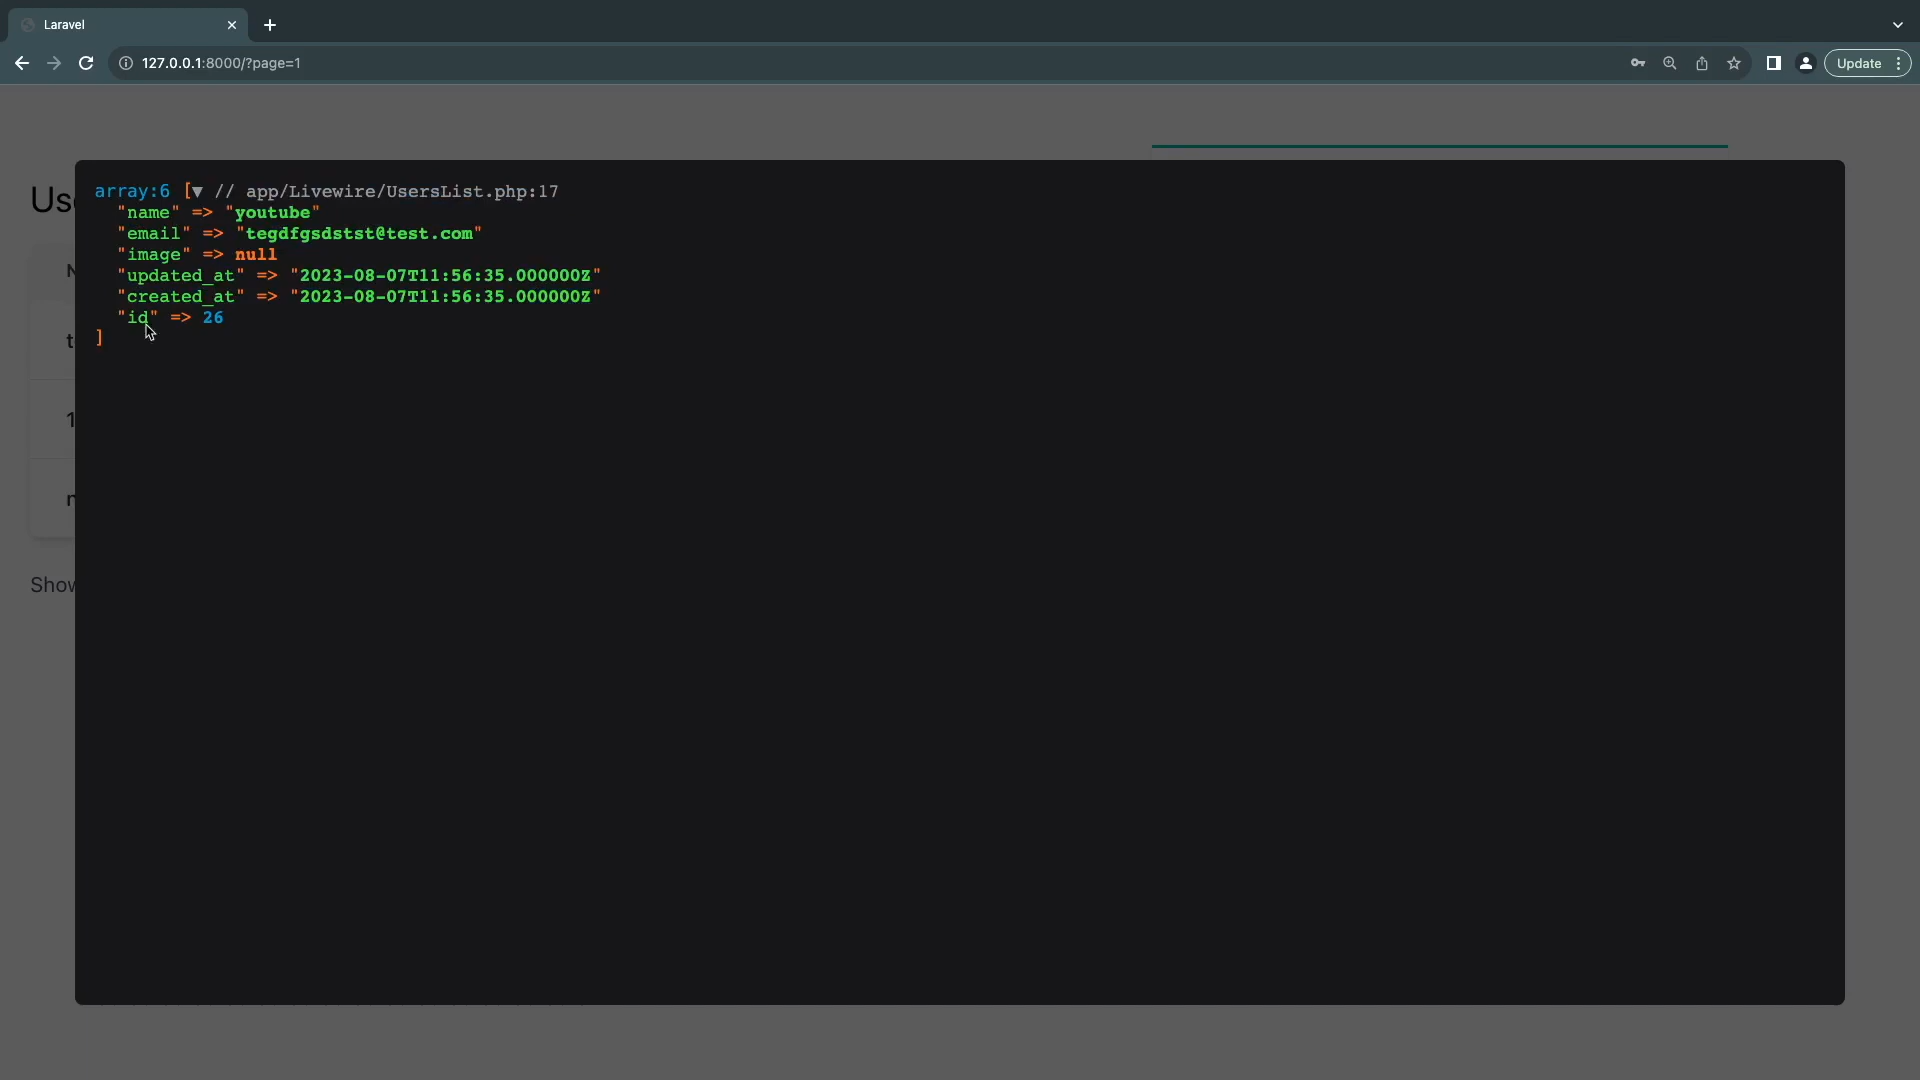 Laravel
127.0.0.1:8000/?page=1
Update
array:6 [▼ // app/Livewire/UsersList.php:17
"name" => "youtube"
"email" => "tegdfgsdstst@test.com"
"image" => null
"updated_at" => "2023-08-07T11:56:35.000000Z"
"created_at" => "2023-08-07T11:56:35.000000Z"
"id" => 26
]